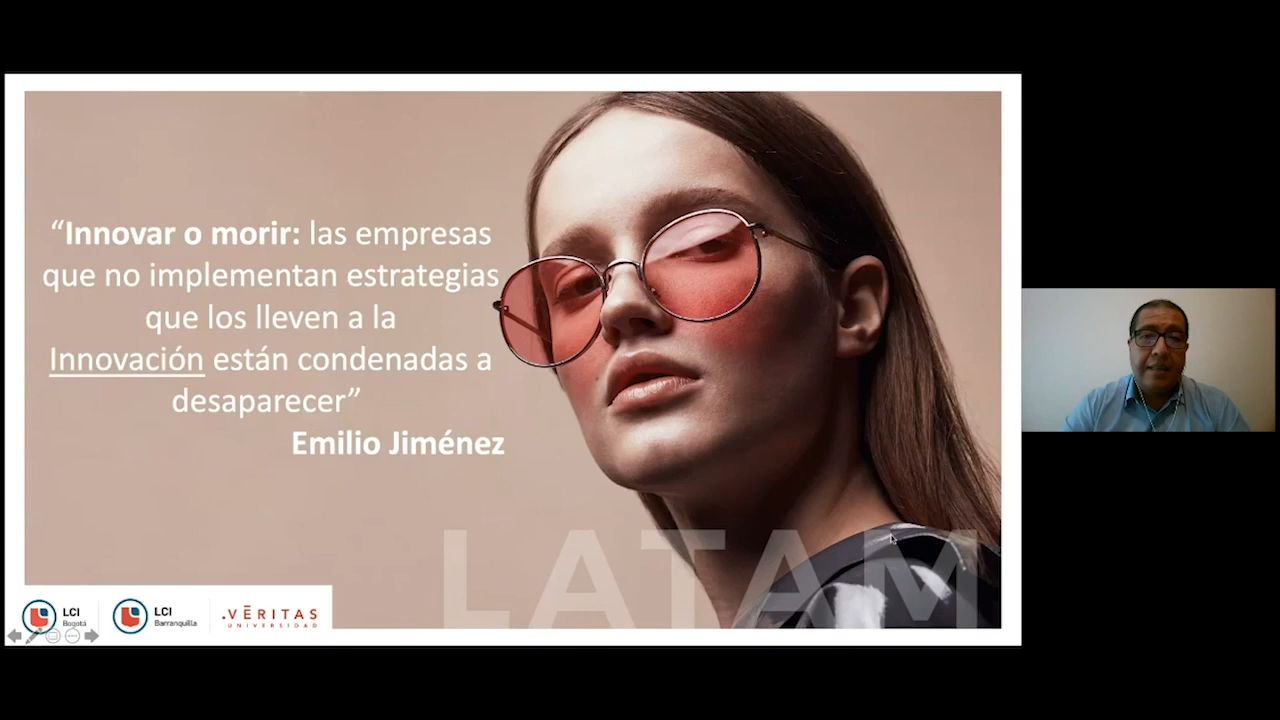 “Innovar o morir: las empresas
que no implementan estrategias
que los lleven a la
Innovación están condenadas a
desaparecer”
Emilio Jiménez
LATAM
LCI
Bogotá
LCI
Barranquilla
.VĒRITAS
UNIVERSIDAD